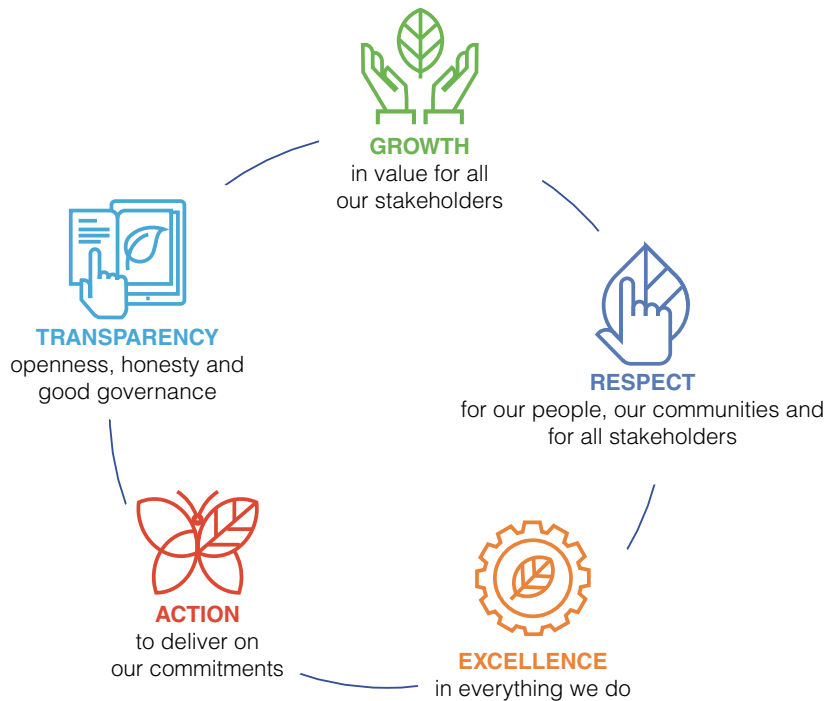 GROWTH
in value for all
our stakeholders
RESPECT
for our people, our communities and
for all stakeholders
EXCELLENCE
in everything we do
ACTION
to deliver on
our commitments
TRANSPARENCY
openness, honesty and
good governance